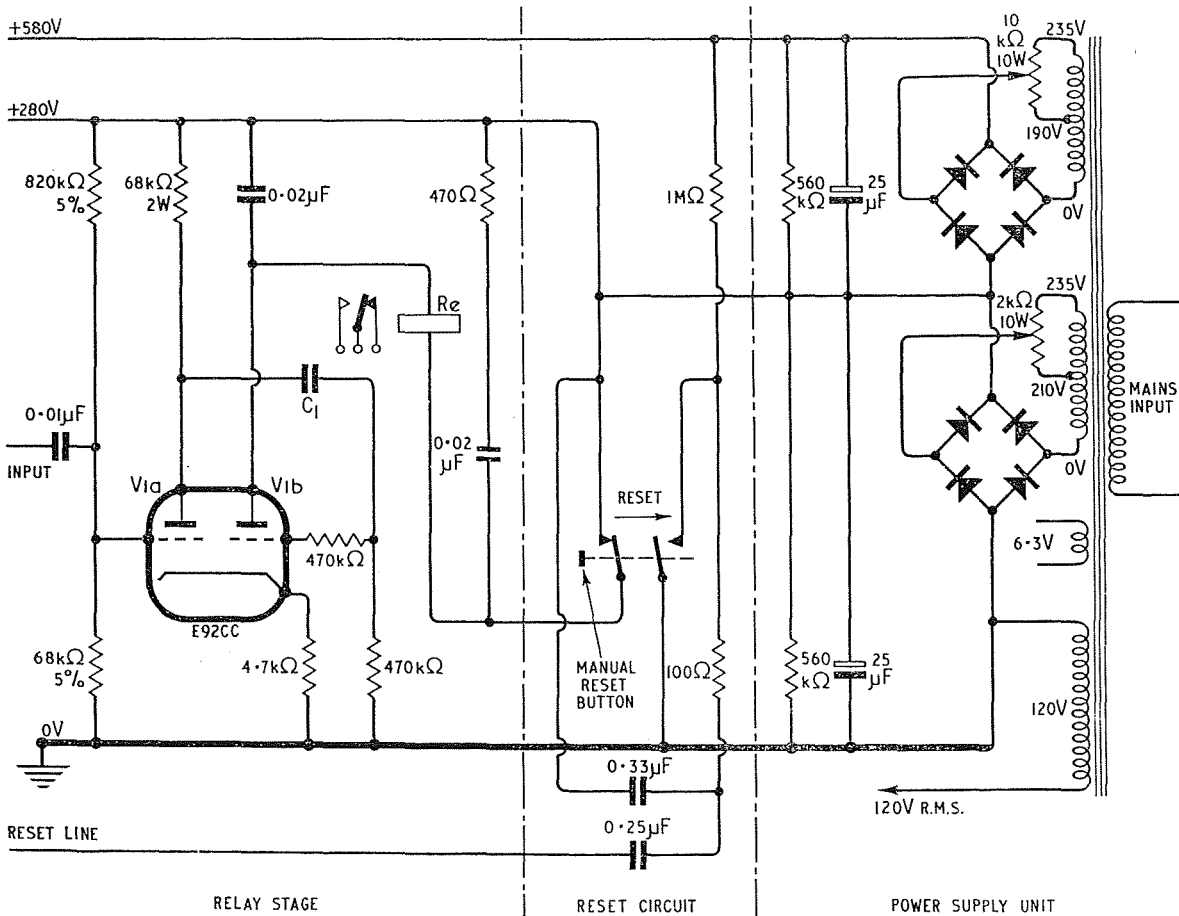 +580V
+280V
820kΩ
5%
68kΩ
2W
0·02µF
470Ω
1MΩ
560
kΩ
25
µF
10
kΩ
10W
235V
190V
0V
Re
235V
2kΩ
10W
210V
0V
MAINS
INPUT
0·01µF
INPUT
C1
0·02
µF
V1a
V1b
RESET
470kΩ
6·3V
E92CC
68kΩ
5%
4·7kΩ
470kΩ
MANUAL
RESET
BUTTON
100Ω
560
kΩ
25
µF
120V
0V
0·33µF
120V R.M.S.
RESET LINE
0·25µF
RELAY STAGE
RESET CIRCUIT
POWER SUPPLY UNIT